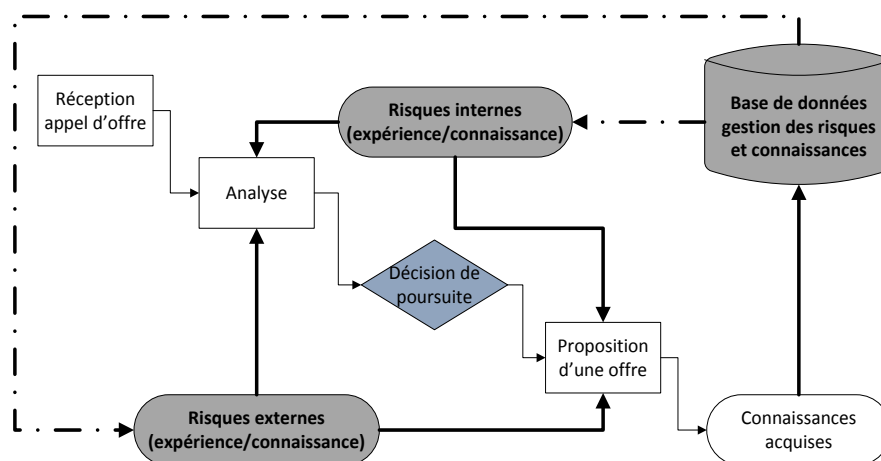 Réception
appel d'offre
Risques internes
(expérience/connaissance)
Base de données
gestion des risques
et connaissances
Analyse
Décision de
poursuite
Proposition
d'une offre
Risques externes
(expérience/connaissance)
Connaissances
acquises